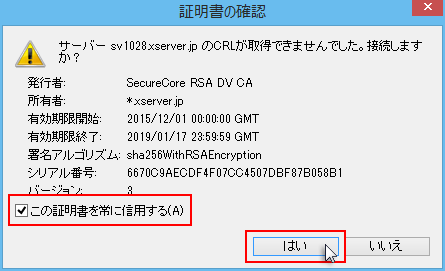 証明書の確認
サーバー sv1028.xserver.jp のCRLが取得できませんでした。接続しますか?
発行者: SecureCore RSA DV CA
所有者: *.xserver.jp
有効期限開始: 2015/12/01 00:00:00 GMT
有効期限終了: 2019/01/17 23:59:59 GMT
署名アルゴリズム: sha256WithRSAEncryption
シリアル番号: 6670C9AECDF4F07CC4507DBF87B058B1
バージョン: 3
この証明書を常に信用する(A)
はい いいえ